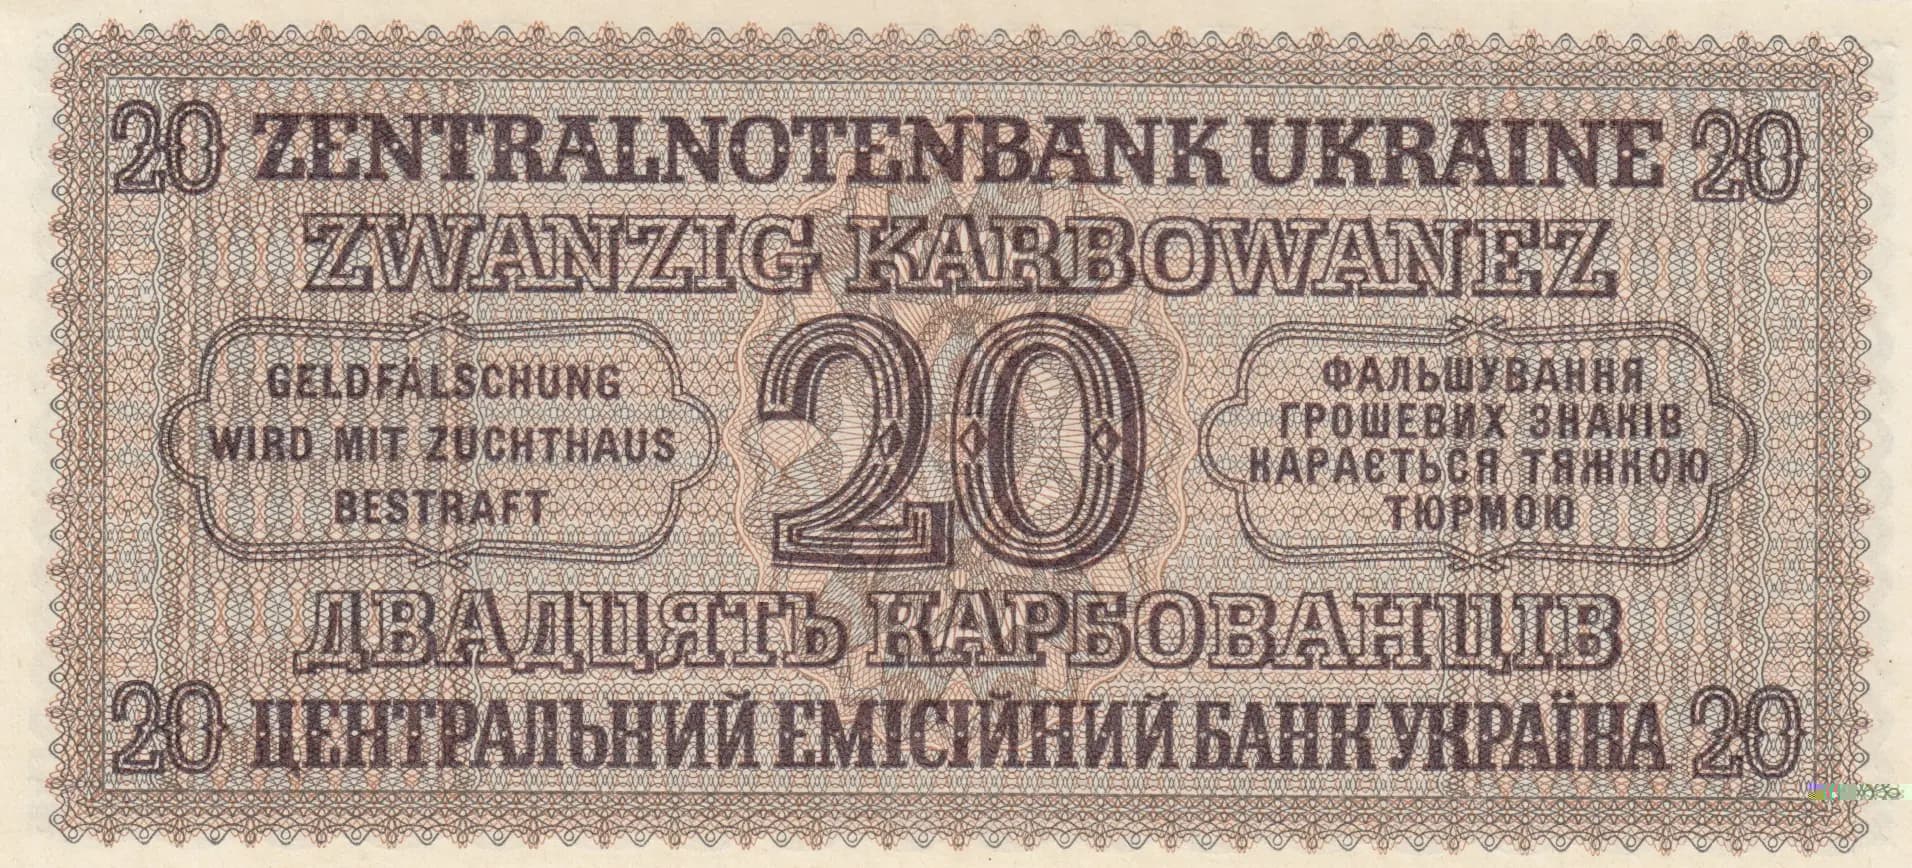 20 ZENTRALNOTENBANK UKRAINE 20
ZWANZIG KARBOWANEZ
GELDFÄLSCHUNG
WIRD MIT ZUCHTHAUS
BESTRAFT
20
ФАЛЬШУВАННЯ
ГРОШЕВИХ ЗНАКІВ
КАРАЄТЬСЯ ТЯЖКОЮ
ТЮРМОЮ
ДВАДЦЯТЬ КАРБОВАНЦІВ
20 ЦЕНТРАЛЬНИЙ ЕМІСІЙНИЙ БАНК УКРАЇНА 20